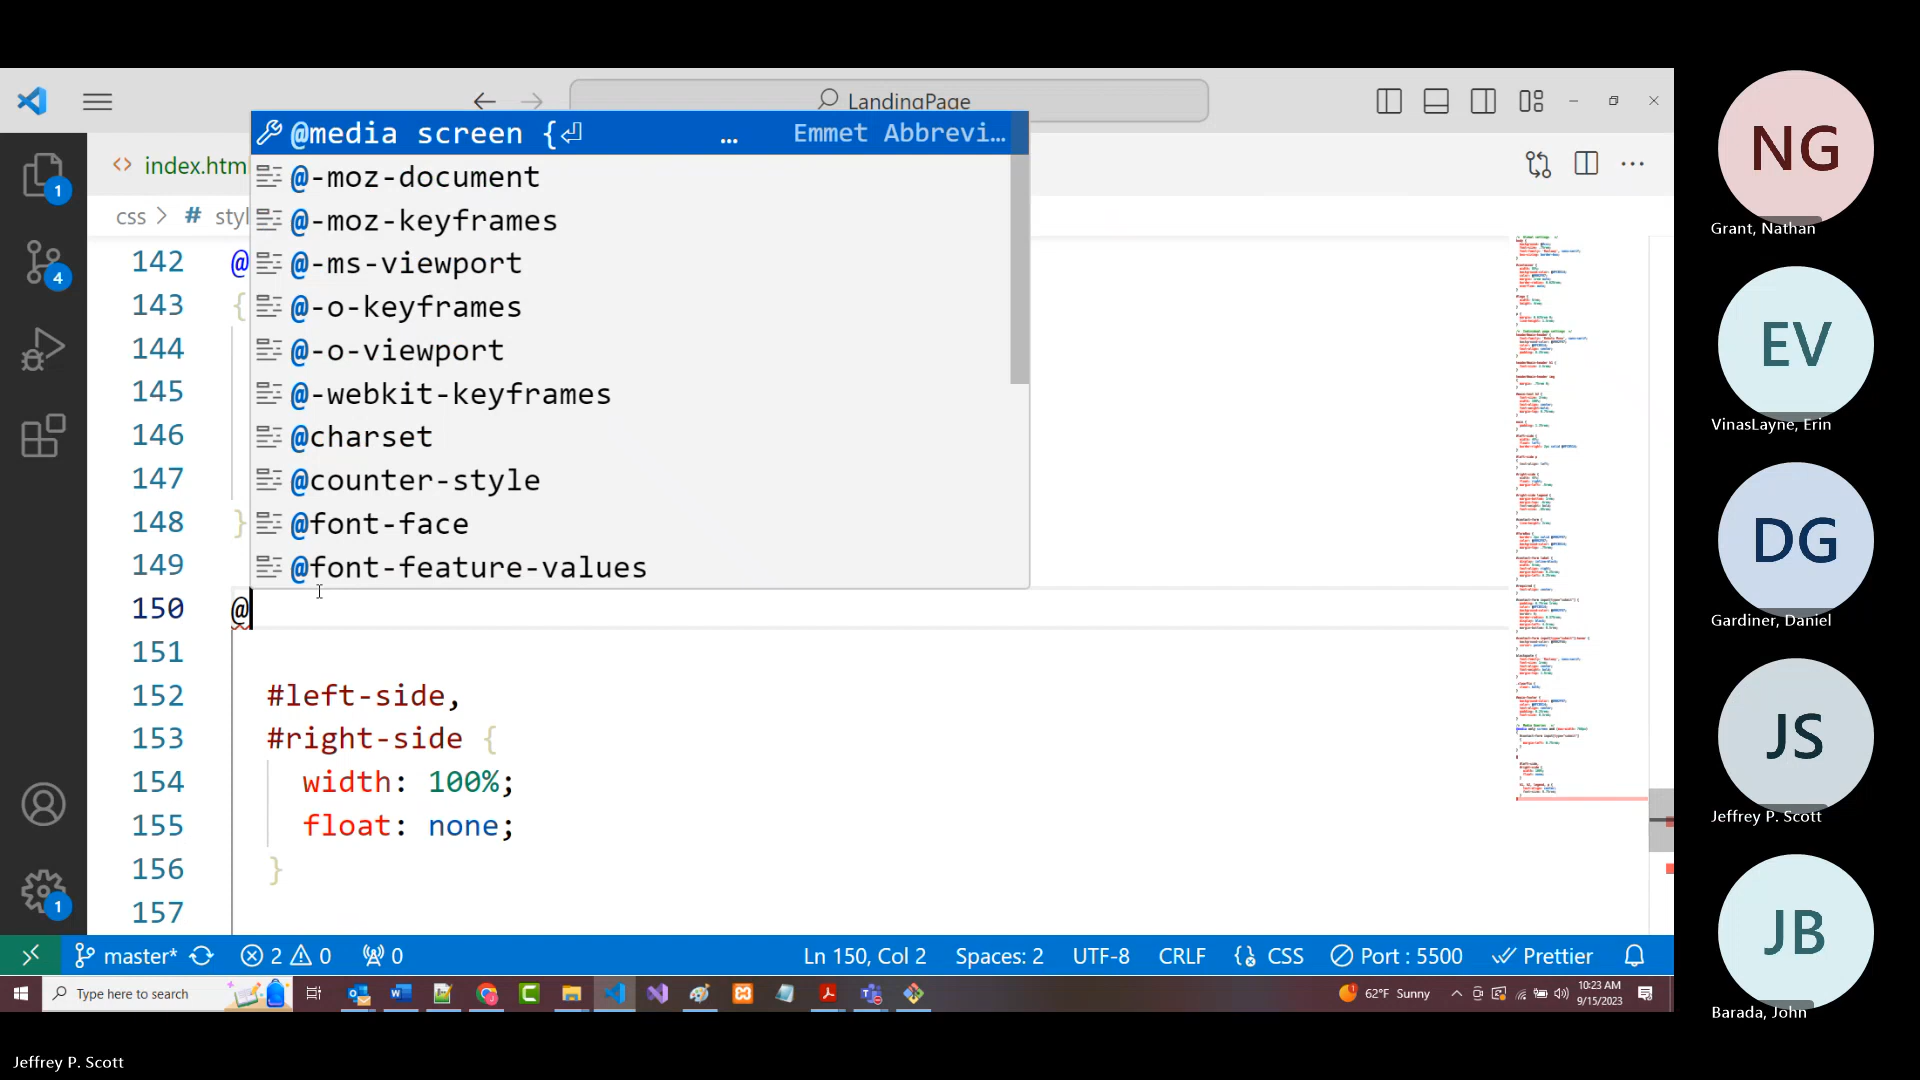 LandingPage
index.htm
css > # styl
@media screen {⏎ ... Emmet Abbrevi…
@-moz-document
@-moz-keyframes
@-ms-viewport
@-o-keyframes
@-o-viewport
@-webkit-keyframes
@charset
@counter-style
@font-face
@font-feature-values
142 @
143 {
144
145
146
147
148 }
149
150 @
151
152 #left-side,
153 #right-side {
154 width: 100%;
155 float: none;
156 }
157
1
4
1
master* 2 0 0 Ln 150, Col 2 Spaces: 2 UTF-8 CRLF CSS Port : 5500 Prettier
Type here to search 62°F Sunny 10:23 AM
9/15/2023
NG
Grant, Nathan
EV
VinasLayne, Erin
DG
Gardiner, Daniel
JS
Jeffrey P. Scott
JB
Barada, John
Jeffrey P. Scott